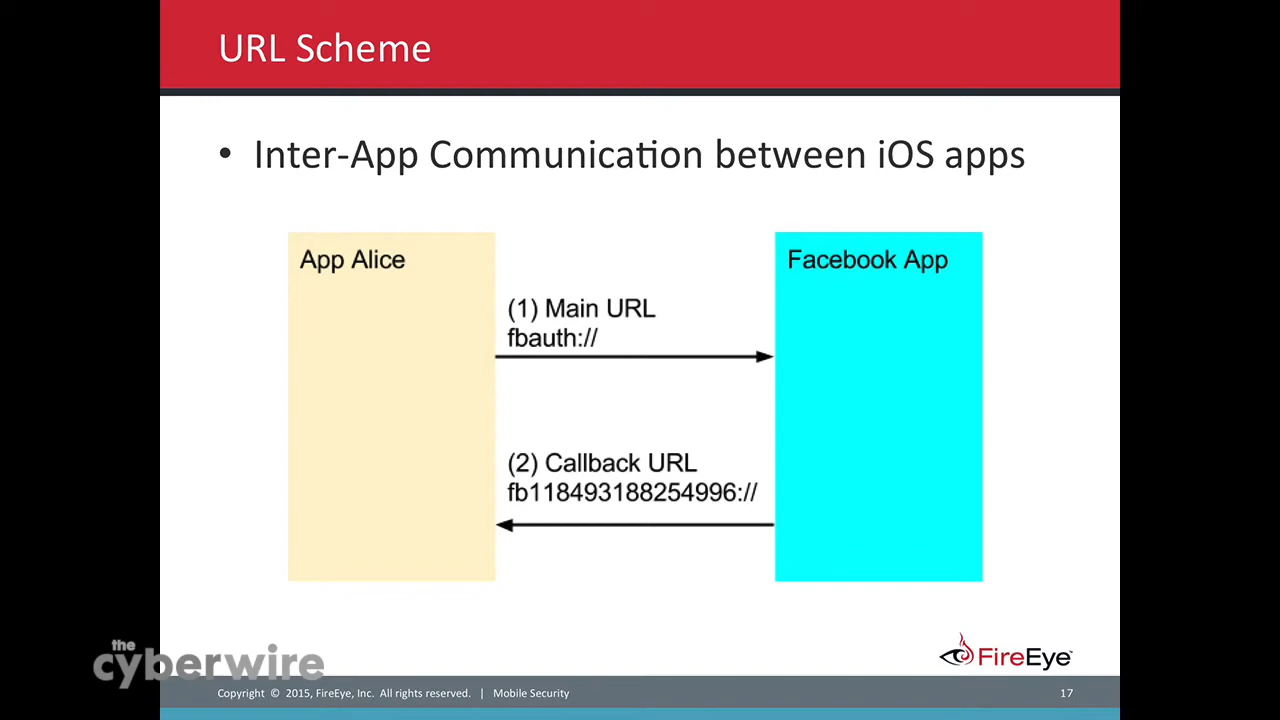 URL Scheme
• Inter-App Communication between iOS apps
App Alice
Facebook App
(1) Main URL
fbauth://
(2) Callback URL
fb118493188254996://
the
cyberwire
FireEye™
Copyright © 2015, FireEye, Inc. All rights reserved. | Mobile Security
17